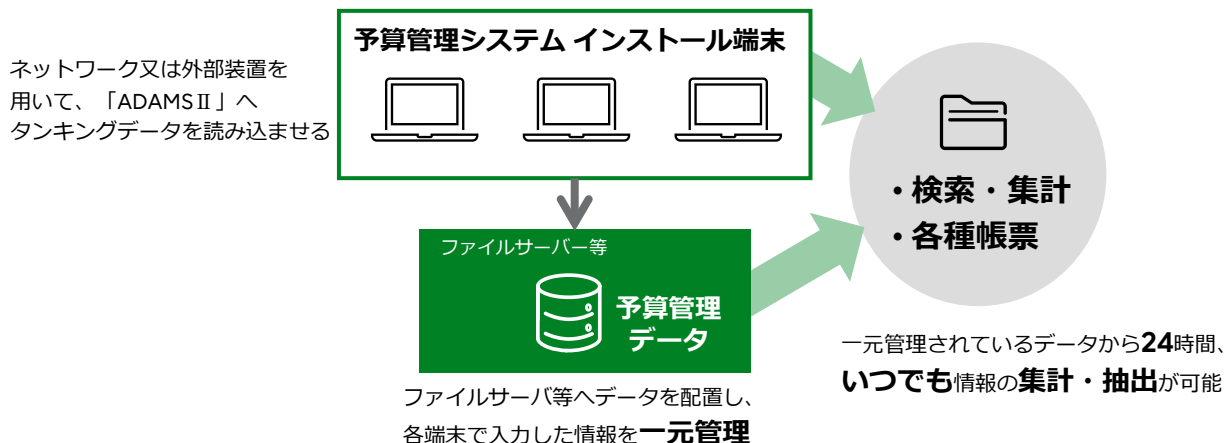 予算管理システム インストール端末
ネットワーク又は外部装置を
用いて、「ADAMSⅡ」へ
タンキングデータを読み込ませる
・検索・集計
・各種帳票
ファイルサーバー等
予算管理
データ
一元管理されているデータから24時間、
いつでも情報の集計・抽出が可能
ファイルサーバ等へデータを配置し、
各端末で入力した情報を一元管理